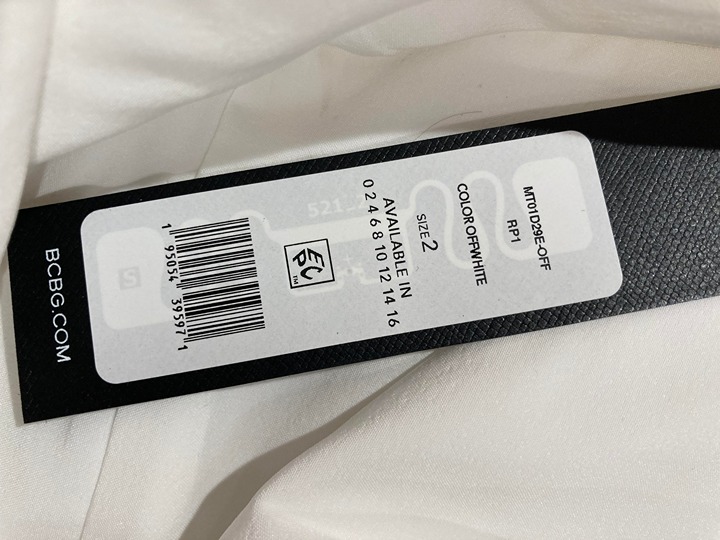 MT01D29E-OFF
RP1
COLOR OFFWHITE
SIZE 2
AVAILABLE IN
0 2 4 6 8 10 12 14 16
EPC™
1 95054 39597 1
BCBG.COM
S